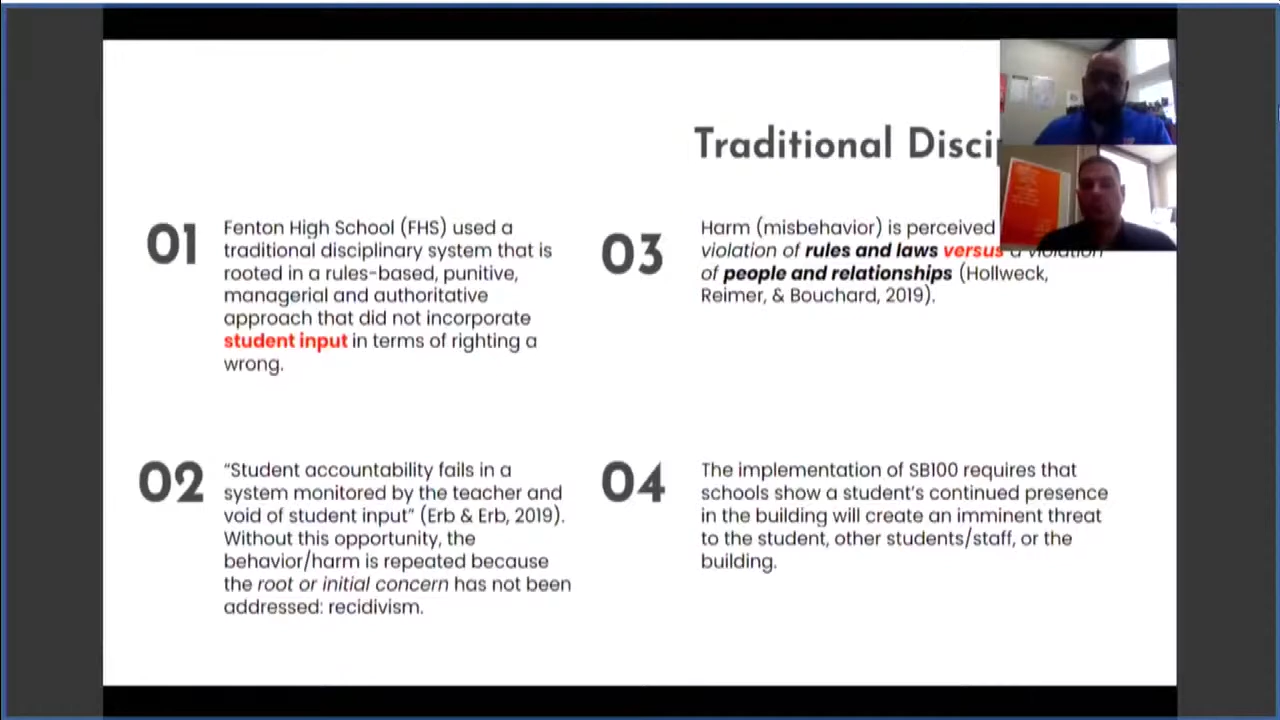 Traditional Disci
01
Fenton High School (FHS) used a
traditional disciplinary system that is
rooted in a rules-based, punitive,
managerial and authoritative
approach that did not incorporate
student input in terms of righting a
wrong.
02
“Student accountability fails in a
system monitored by the teacher and
void of student input” (Erb & Erb, 2019).
Without this opportunity, the
behavior/harm is repeated because
the root or initial concern has not been
addressed: recidivism.
03
Harm (misbehavior) is perceived
violation of rules and laws versus a violation
of people and relationships (Hollweck,
Reimer, & Bouchard, 2019).
04
The implementation of SB100 requires that
schools show a student’s continued presence
in the building will create an imminent threat
to the student, other students/staff, or the
building.